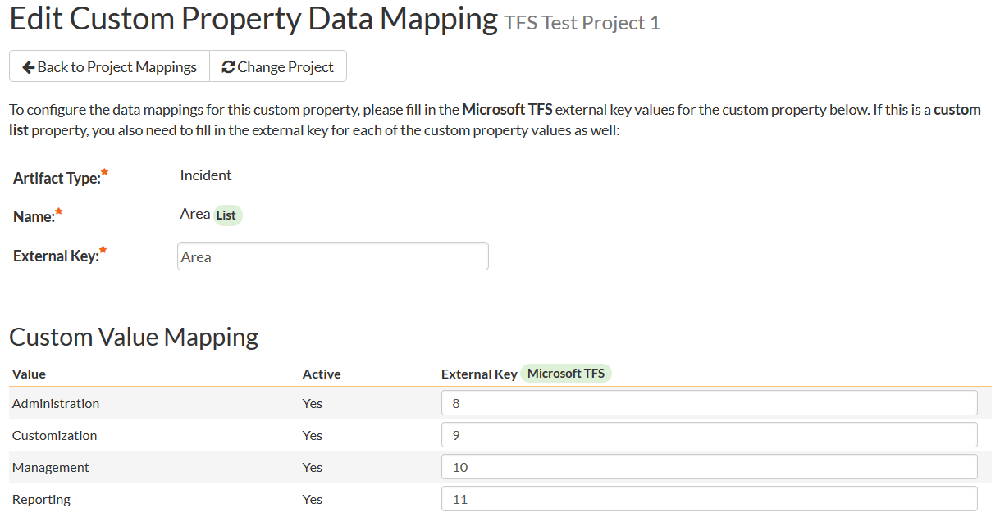 Edit Custom Property Data Mapping TFS Test Project 1
Back to Project Mappings Change Project
To configure the data mappings for this custom property, please fill in the Microsoft TFS external key values for the custom property below. If this is a custom
list property, you also need to fill in the external key for each of the custom property values as well:
Artifact Type:* Incident
Name:* Area List
External Key:* Area
Custom Value Mapping
Value Active External Key Microsoft TFS
Administration Yes 8
Customization Yes 9
Management Yes 10
Reporting Yes 11